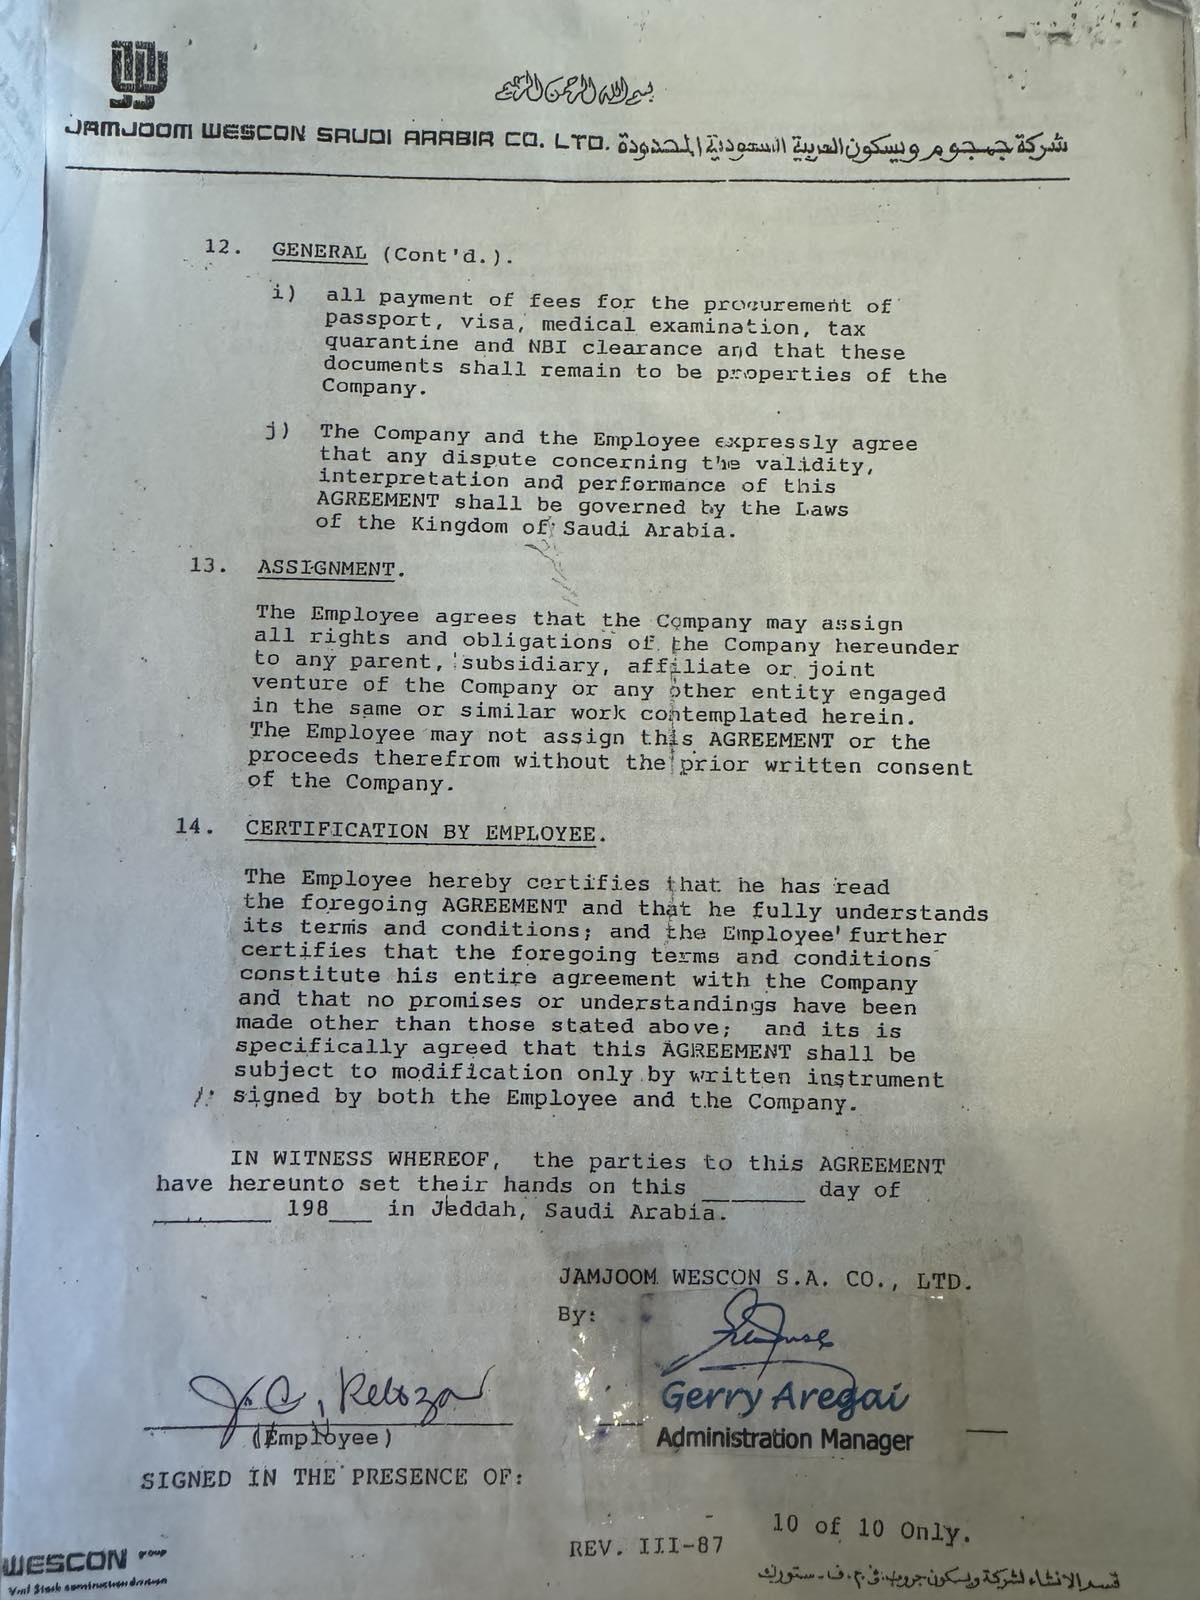 بسم الله الرحمن الرحيم
JAMJOOM WESCON SAUDI ARABIA CO. LTD. شركة جمجوم ويسكون العربية السعودية المحدودة
12. GENERAL (Cont'd.).
i) all payment of fees for the procurement of
passport, visa, medical examination, tax
quarantine and NBI clearance and that these
documents shall remain to be properties of the
Company.
j) The Company and the Employee expressly agree
that any dispute concerning the validity,
interpretation and performance of this
AGREEMENT shall be governed by the Laws
of the Kingdom of Saudi Arabia.
13. ASSIGNMENT.
The Employee agrees that the Company may assign
all rights and obligations of the Company hereunder
to any parent, subsidiary, affiliate or joint
venture of the Company or any other entity engaged
in the same or similar work contemplated herein.
The Employee may not assign this AGREEMENT or the
proceeds therefrom without the prior written consent
of the Company.
14. CERTIFICATION BY EMPLOYEE.
The Employee hereby certifies that he has read
the foregoing AGREEMENT and that he fully understands
its terms and conditions; and the Employee further
certifies that the foregoing terms and conditions
constitute his entire agreement with the Company
and that no promises or understandings have been
made other than those stated above; and its is
specifically agreed that this AGREEMENT shall be
subject to modification only by written instrument
signed by both the Employee and the Company.
IN WITNESS WHEREOF, the parties to this AGREEMENT
have hereunto set their hands on this ________ day of
________ 198___ in Jeddah, Saudi Arabia.
JAMJOOM WESCON S.A. CO., LTD.
By:
Gerry Aregai
Administration Manager
J. C. Relozar
(Employee)
SIGNED IN THE PRESENCE OF:
10 of 10 Only.
REV. III-87
WESCON group
قسم الانشاء لشركة ويسكون جروب